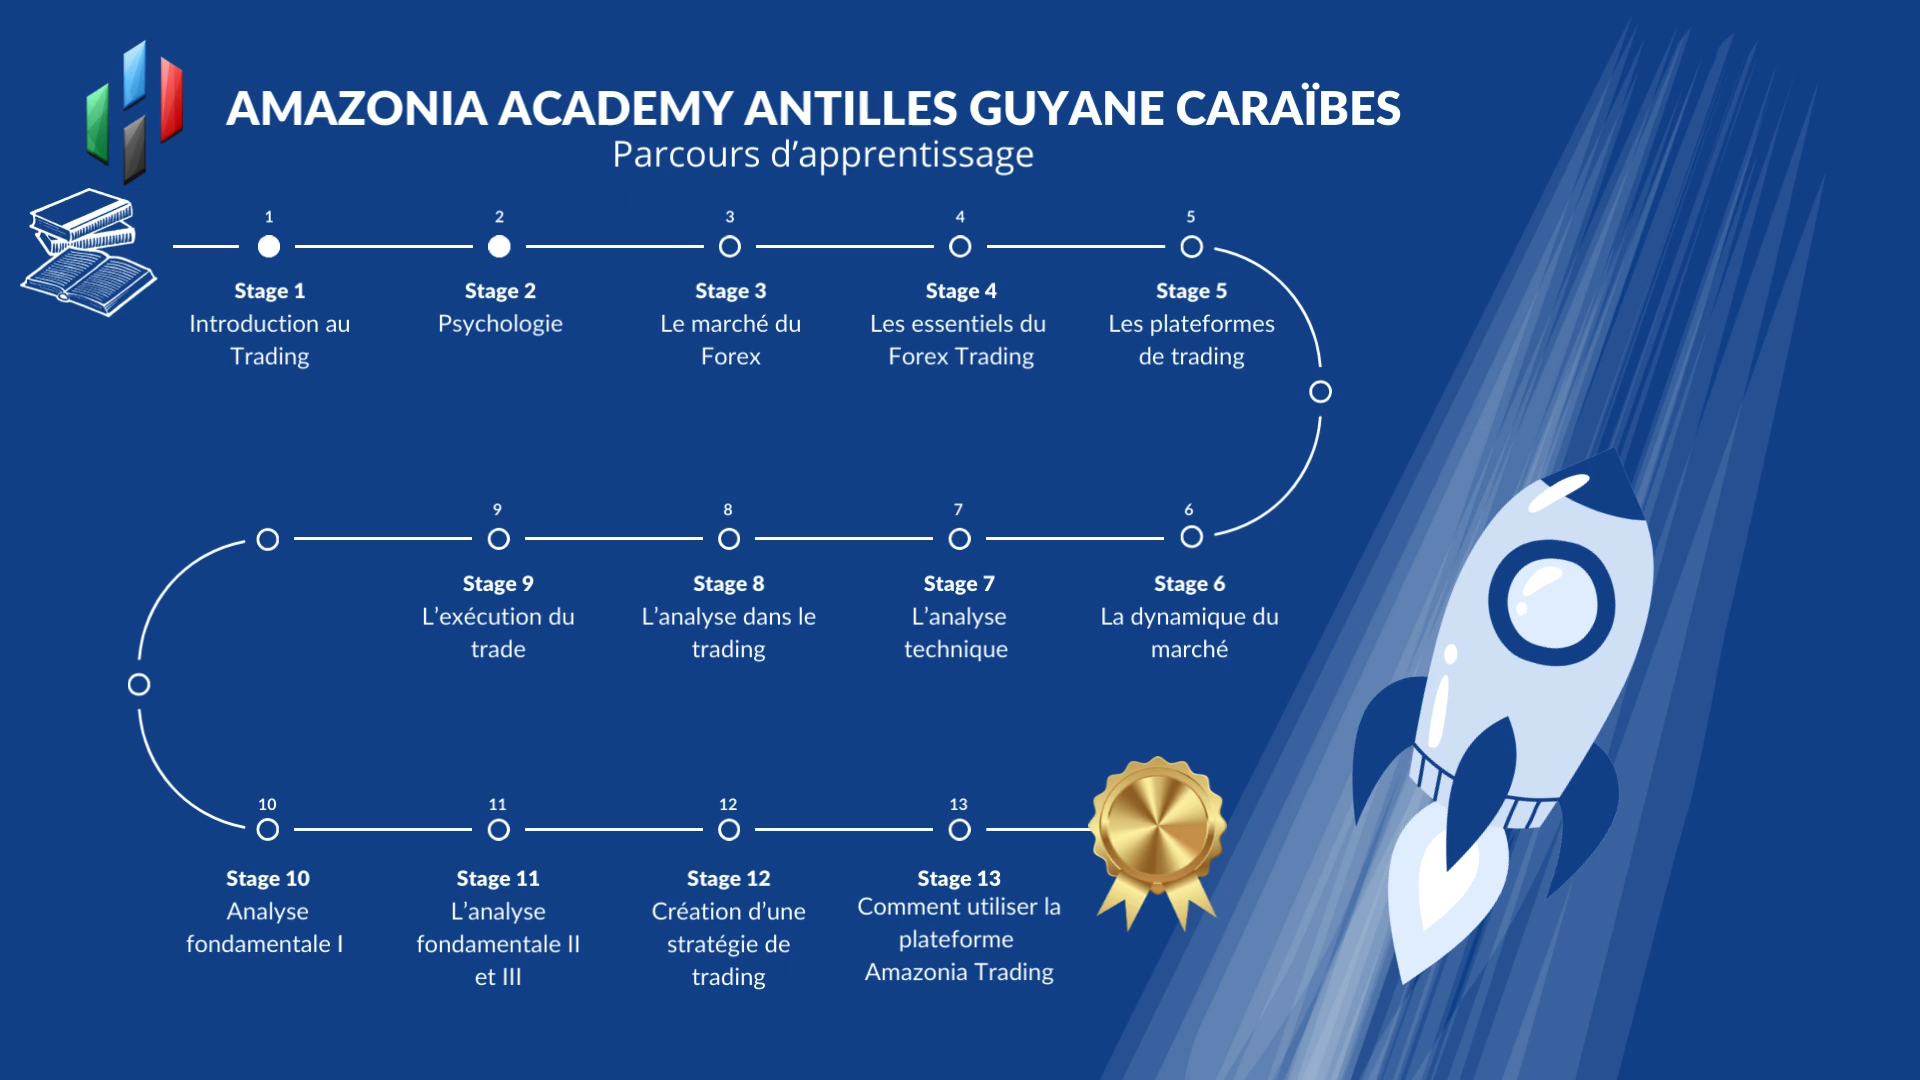 AMAZONIA ACADEMY ANTILLES GUYANE CARAÏBES
Parcours d’apprentissage
1
Stage 1
Introduction au
Trading
2
Stage 2
Psychologie
3
Stage 3
Le marché du
Forex
4
Stage 4
Les essentiels du
Forex Trading
5
Stage 5
Les plateformes
de trading
6
Stage 6
La dynamique du
marché
7
Stage 7
L’analyse
technique
8
Stage 8
L’analyse dans le
trading
9
Stage 9
L’exécution du
trade
10
Stage 10
Analyse
fondamentale I
11
Stage 11
L’analyse
fondamentale II
et III
12
Stage 12
Création d’une
stratégie de
trading
13
Stage 13
Comment utiliser la
plateforme
Amazonia Trading